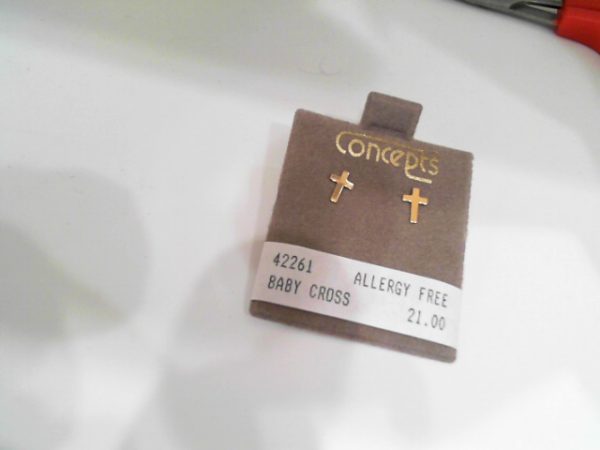 Concepts
42261 ALLERGY FREE
BABY CROSS 21.00